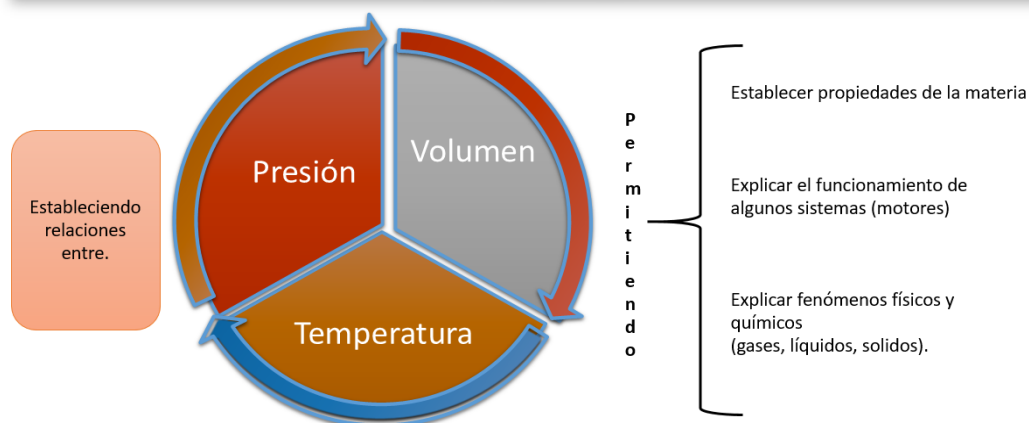 Estableciendo
relaciones
entre.
Presión
Volumen
Temperatura
Permitiendo
Establecer propiedades de la materia
Explicar el funcionamiento de
algunos sistemas (motores)
Explicar fenómenos físicos y
químicos
(gases, líquidos, solidos).